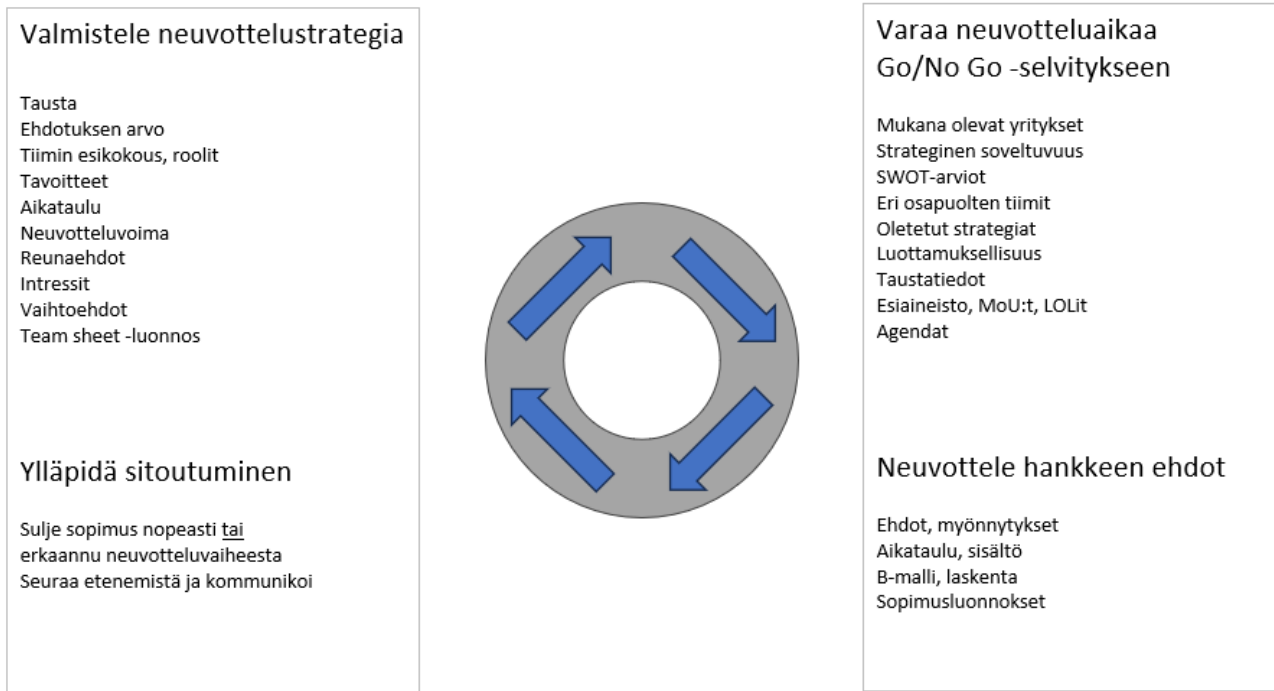 Valmistele neuvottelustrategia
Tausta
Ehdotuksen arvo
Tiimin esikokous, roolit
Tavoitteet
Aikataulu
Neuvotteluvoima
Reunaehdot
Intressit
Vaihtoehdot
Team sheet -luonnos
Varaa neuvotteluaikaa
Go/No Go -selvitykseen
Mukana olevat yritykset
Strateginen soveltuvuus
SWOT-arviot
Eri osapuolten tiimit
Oletetut strategiat
Luottamuksellisuus
Taustatiedot
Esiaineisto, MoU:t, LOLit
Agendat
Ylläpidä sitoutuminen
Sulje sopimus nopeasti tai
erkaannu neuvotteluvaiheesta
Seuraa etenemistä ja kommunikoi
Neuvottele hankkeen ehdot
Ehdot, myönnytykset
Aikataulu, sisältö
B-malli, laskenta
Sopimusluonnokset